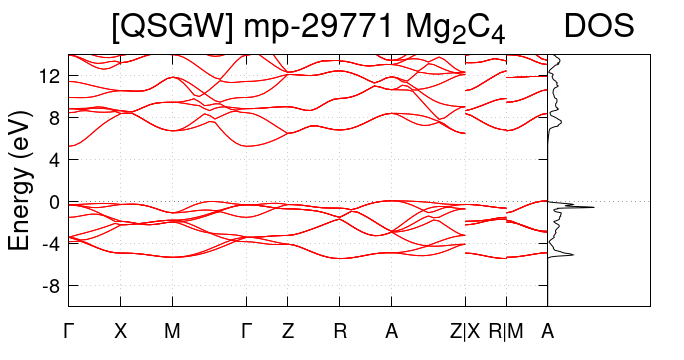 [QSGW] mp-29771 Mg₂C₄ DOS
Energy (eV)
12
8
4
0
-4
-8
Γ X M Γ Z R A Z|X R|M A